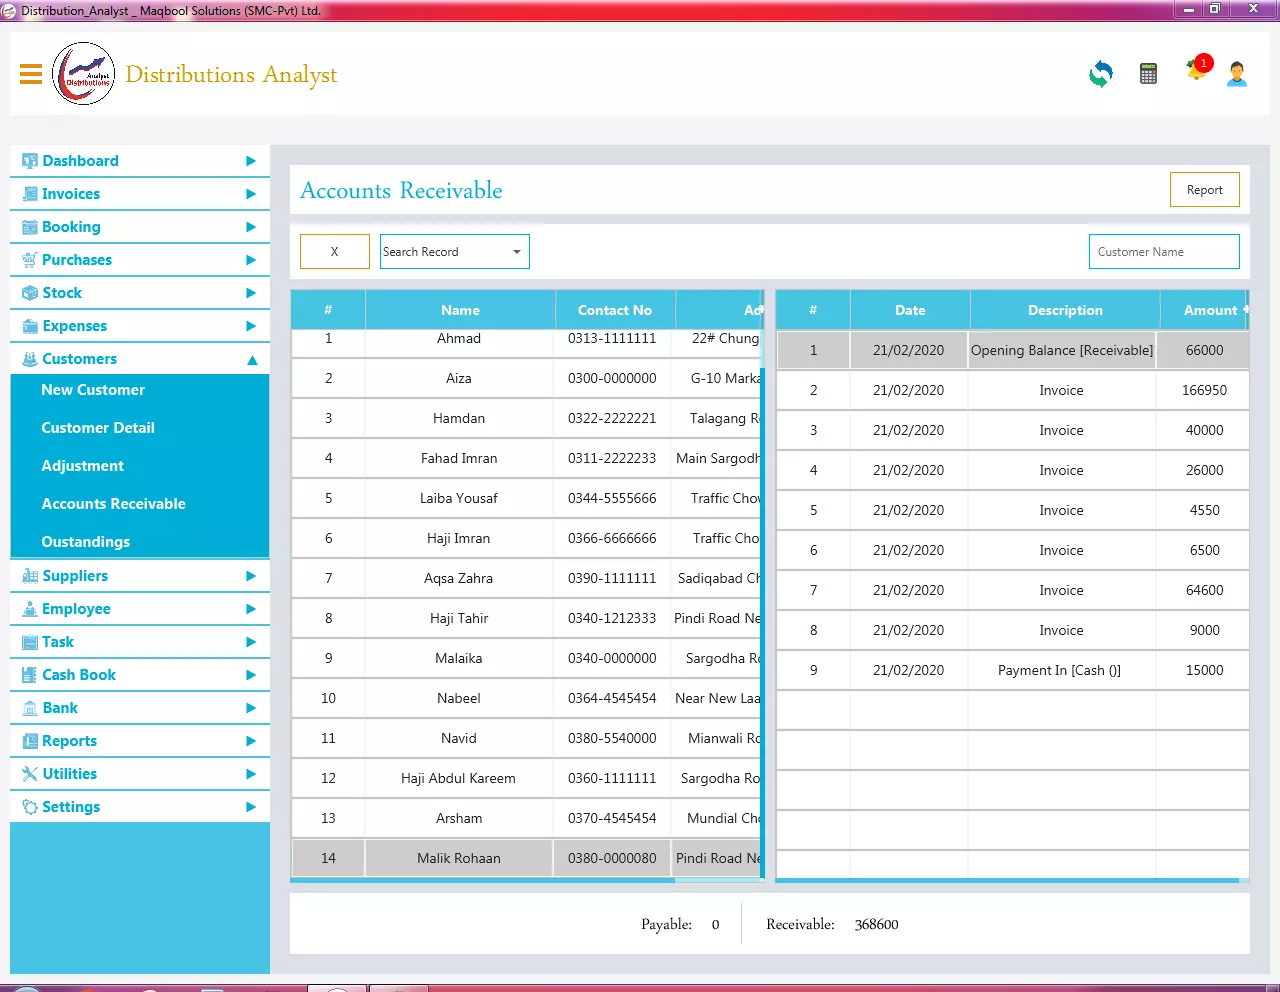 Distribution_Analyst _ Maqbool Solutions (SMC-Pvt) Ltd.
Analyst
Distributions
Distributions Analyst
1
Dashboard
Invoices
Booking
Purchases
Stock
Expenses
Customers
New Customer
Customer Detail
Adjustment
Accounts Receivable
Oustandings
Suppliers
Employee
Task
Cash Book
Bank
Reports
Utilities
Settings
Accounts Receivable
Report
X
Search Record
Customer Name
# Name Contact No Ad
1 Ahmad 0313-1111111 22# Chung
2 Aiza 0300-0000000 G-10 Marka
3 Hamdan 0322-2222221 Talagang R
4 Fahad Imran 0311-2222233 Main Sargodh
5 Laiba Yousaf 0344-5555666 Traffic Chow
6 Haji Imran 0366-6666666 Traffic Cho
7 Aqsa Zahra 0390-1111111 Sadiqabad Ch
8 Haji Tahir 0340-1212333 Pindi Road Ne
9 Malaika 0340-0000000 Sargodha Ro
10 Nabeel 0364-4545454 Near New Laa
11 Navid 0380-5540000 Mianwali Ro
12 Haji Abdul Kareem 0360-1111111 Sargodha Ro
13 Arsham 0370-4545454 Mundial Cho
14 Malik Rohaan 0380-0000080 Pindi Road Ne
# Date Description Amount
1 21/02/2020 Opening Balance [Receivable] 66000
2 21/02/2020 Invoice 166950
3 21/02/2020 Invoice 40000
4 21/02/2020 Invoice 26000
5 21/02/2020 Invoice 4550
6 21/02/2020 Invoice 6500
7 21/02/2020 Invoice 64600
8 21/02/2020 Invoice 9000
9 21/02/2020 Payment In [Cash ()] 15000
Payable: 0 Receivable: 368600